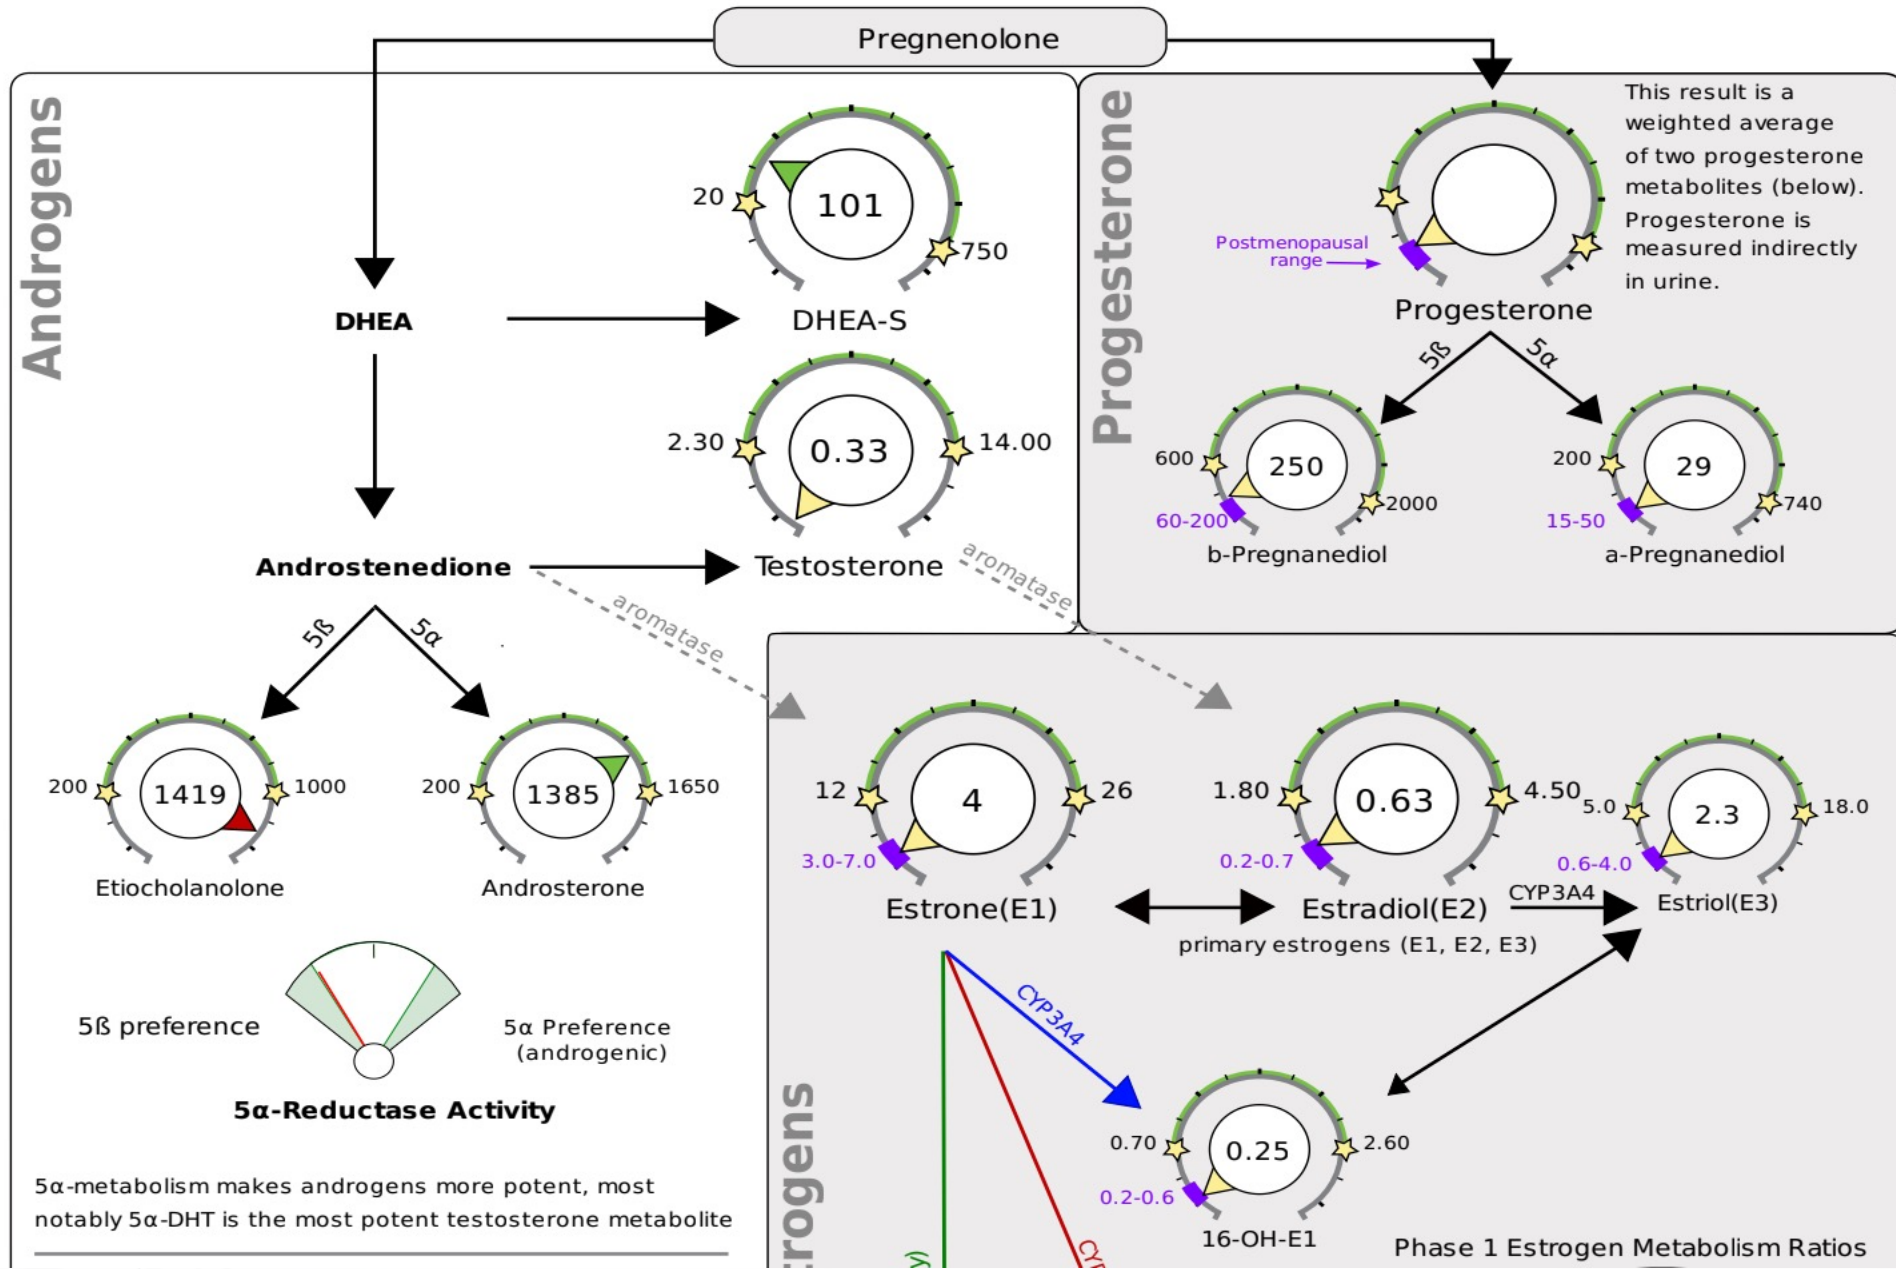 Pregnenolone
Androgens
20
101
750
DHEA
DHEA-S
2.30
0.33
14.00
Androstenedione
Testosterone
aromatase
aromatase
5ß
5α
200
1419
1000
Etiocholanolone
200
1385
1650
Androsterone
5ß preference
5α Preference
(androgenic)
5α-Reductase Activity
5α-metabolism makes androgens more potent, most
notably 5α-DHT is the most potent testosterone metabolite
Progesterone
This result is a
weighted average
of two progesterone
metabolites (below).
Progesterone is
measured indirectly
in urine.
Postmenopausal
range
Progesterone
5ß
5α
600
250
2000
60-200
b-Pregnanediol
200
29
740
15-50
a-Pregnanediol
12
4
26
3.0-7.0
Estrone(E1)
1.80
0.63
4.50
0.2-0.7
Estradiol(E2)
CYP3A4
5.0
2.3
18.0
0.6-4.0
Estriol(E3)
primary estrogens (E1, E2, E3)
CYP3A4
0.70
0.25
2.60
0.2-0.6
16-OH-E1
trogens
CYP
Phase 1 Estrogen Metabolism Ratios